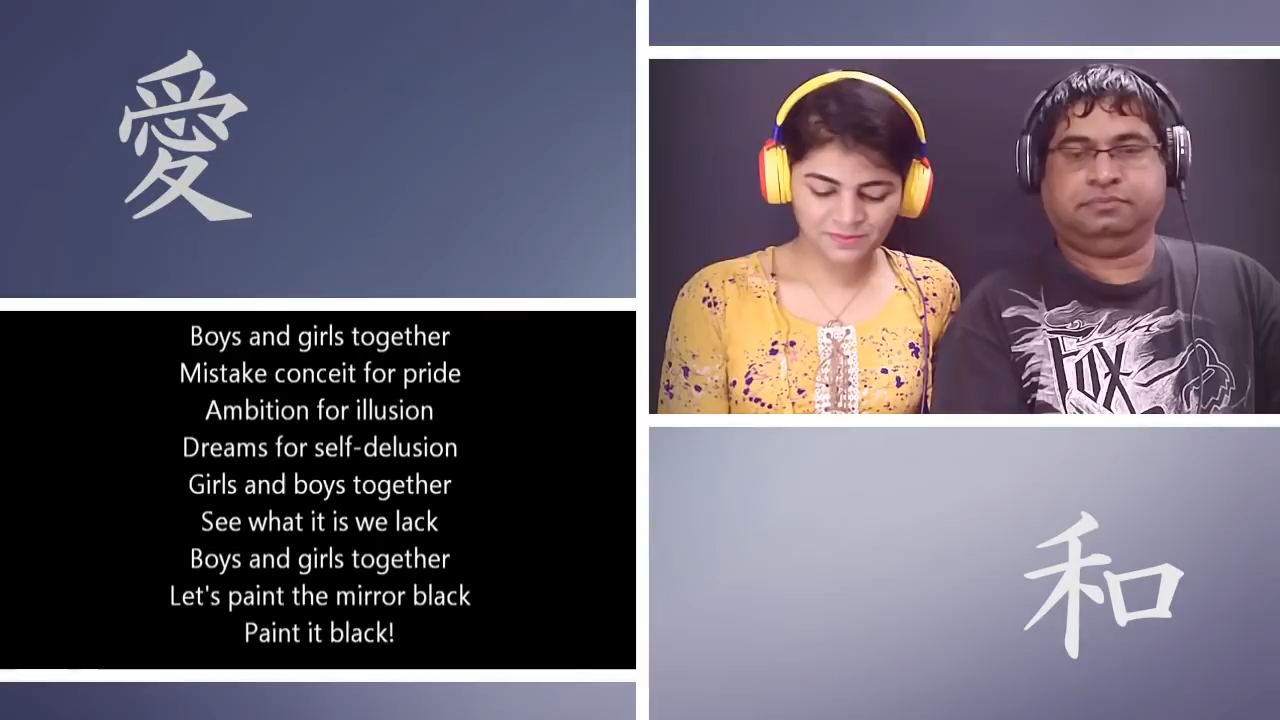 愛
Boys and girls together
Mistake conceit for pride
Ambition for illusion
Dreams for self-delusion
Girls and boys together
See what it is we lack
Boys and girls together
Let's paint the mirror black
Paint it black!
FOX
和